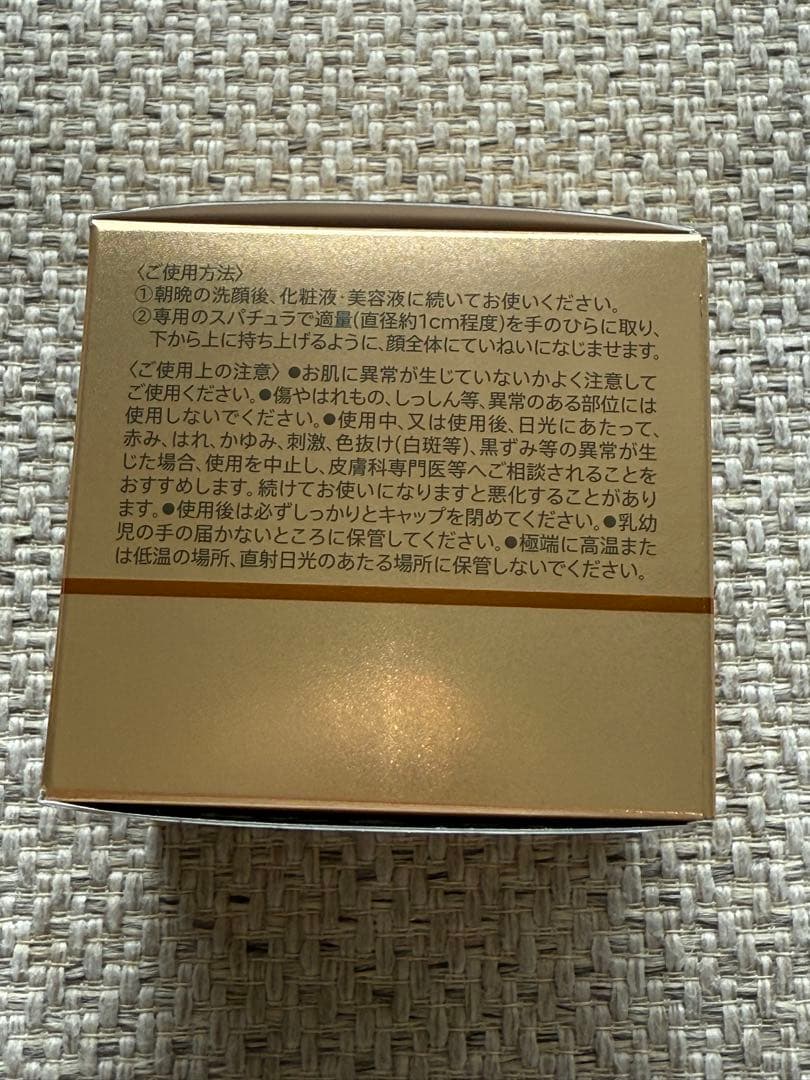 〈ご使用方法〉
①朝晩の洗顔後、化粧液・美容液に続いてお使いください。
②専用のスパチュラで適量(直径約1cm程度)を手のひらに取り、
下から上に持ち上げるように、顔全体にていねいになじませます。
〈ご使用上の注意〉●お肌に異常が生じていないかよく注意して
ご使用ください。●傷やはれもの、しっしん等、異常のある部位には
使用しないでください。●使用中、又は使用後、日光にあたって、
赤み、はれ、かゆみ、刺激、色抜け(白斑等)、黒ずみ等の異常が生
じた場合、使用を中止し、皮膚科専門医等へご相談されることを
おすすめします。続けてお使いになりますと悪化することがあり
ます。●使用後は必ずしっかりとキャップを閉めてください。●乳幼
児の手の届かないところに保管してください。●極端に高温また
は低温の場所、直射日光のあたる場所に保管しないでください。